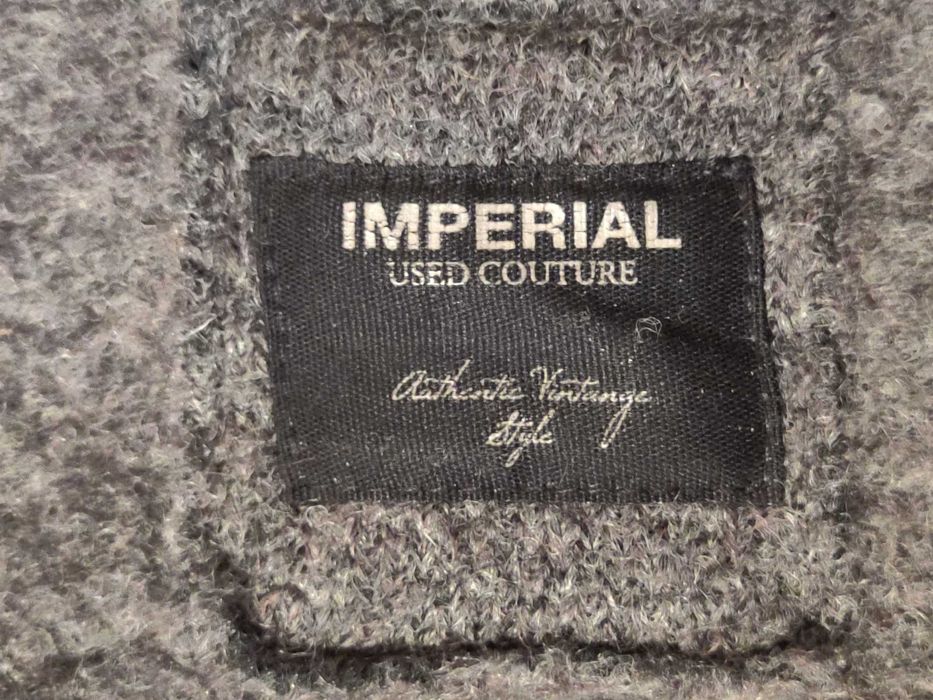 IMPERIAL
USED COUTURE
Authentic Vintange
Style